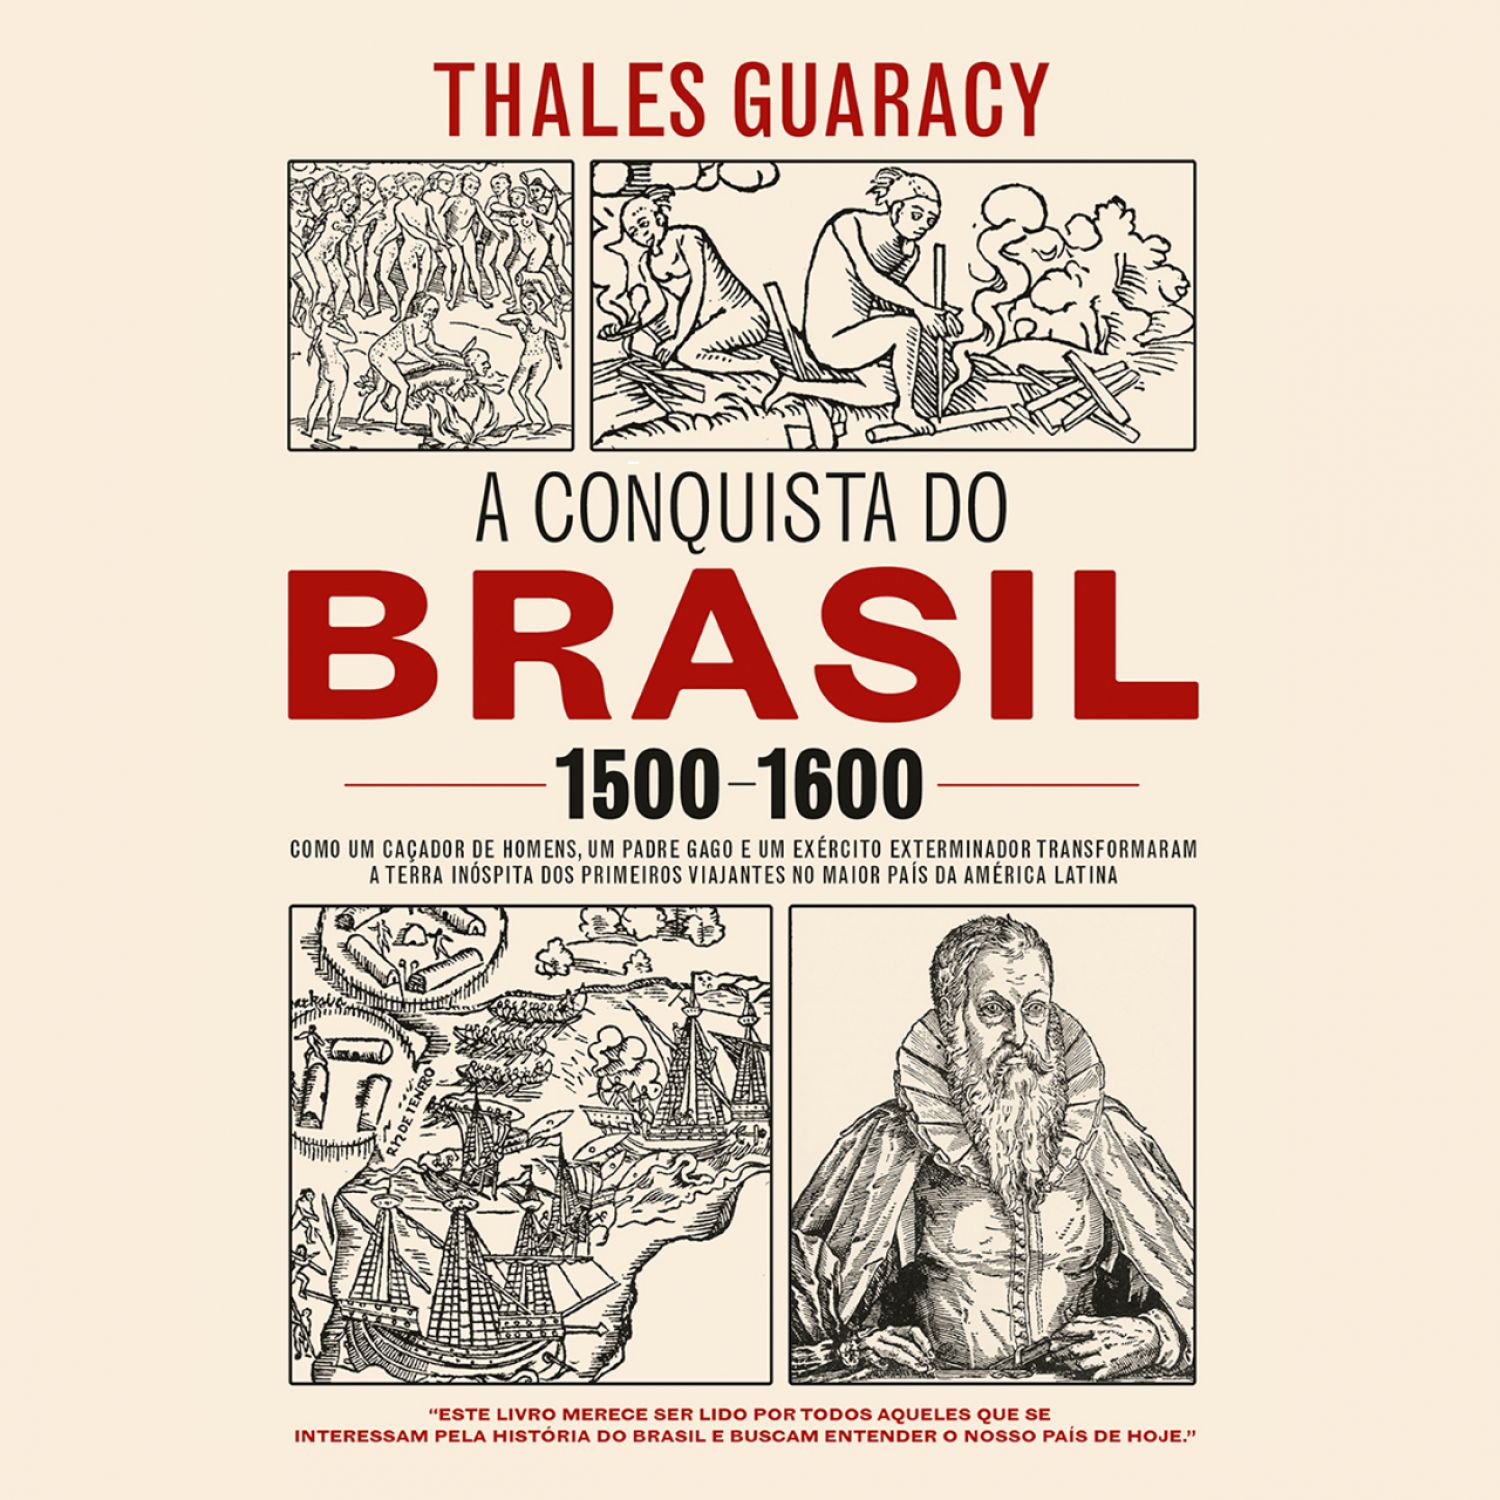 THALES GUARACY
A CONQUISTA DO
BRASIL
1500–1600
COMO UM CAÇADOR DE HOMENS, UM PADRE GAGO E UM EXÉRCITO EXTERMINADOR TRANSFORMARAM
A TERRA INÓSPITA DOS PRIMEIROS VIAJANTES NO MAIOR PAÍS DA AMÉRICA LATINA
“ESTE LIVRO MERECE SER LIDO POR TODOS AQUELES QUE SE
INTERESSAM PELA HISTÓRIA DO BRASIL E BUSCAM ENTENDER O NOSSO PAÍS DE HOJE.”